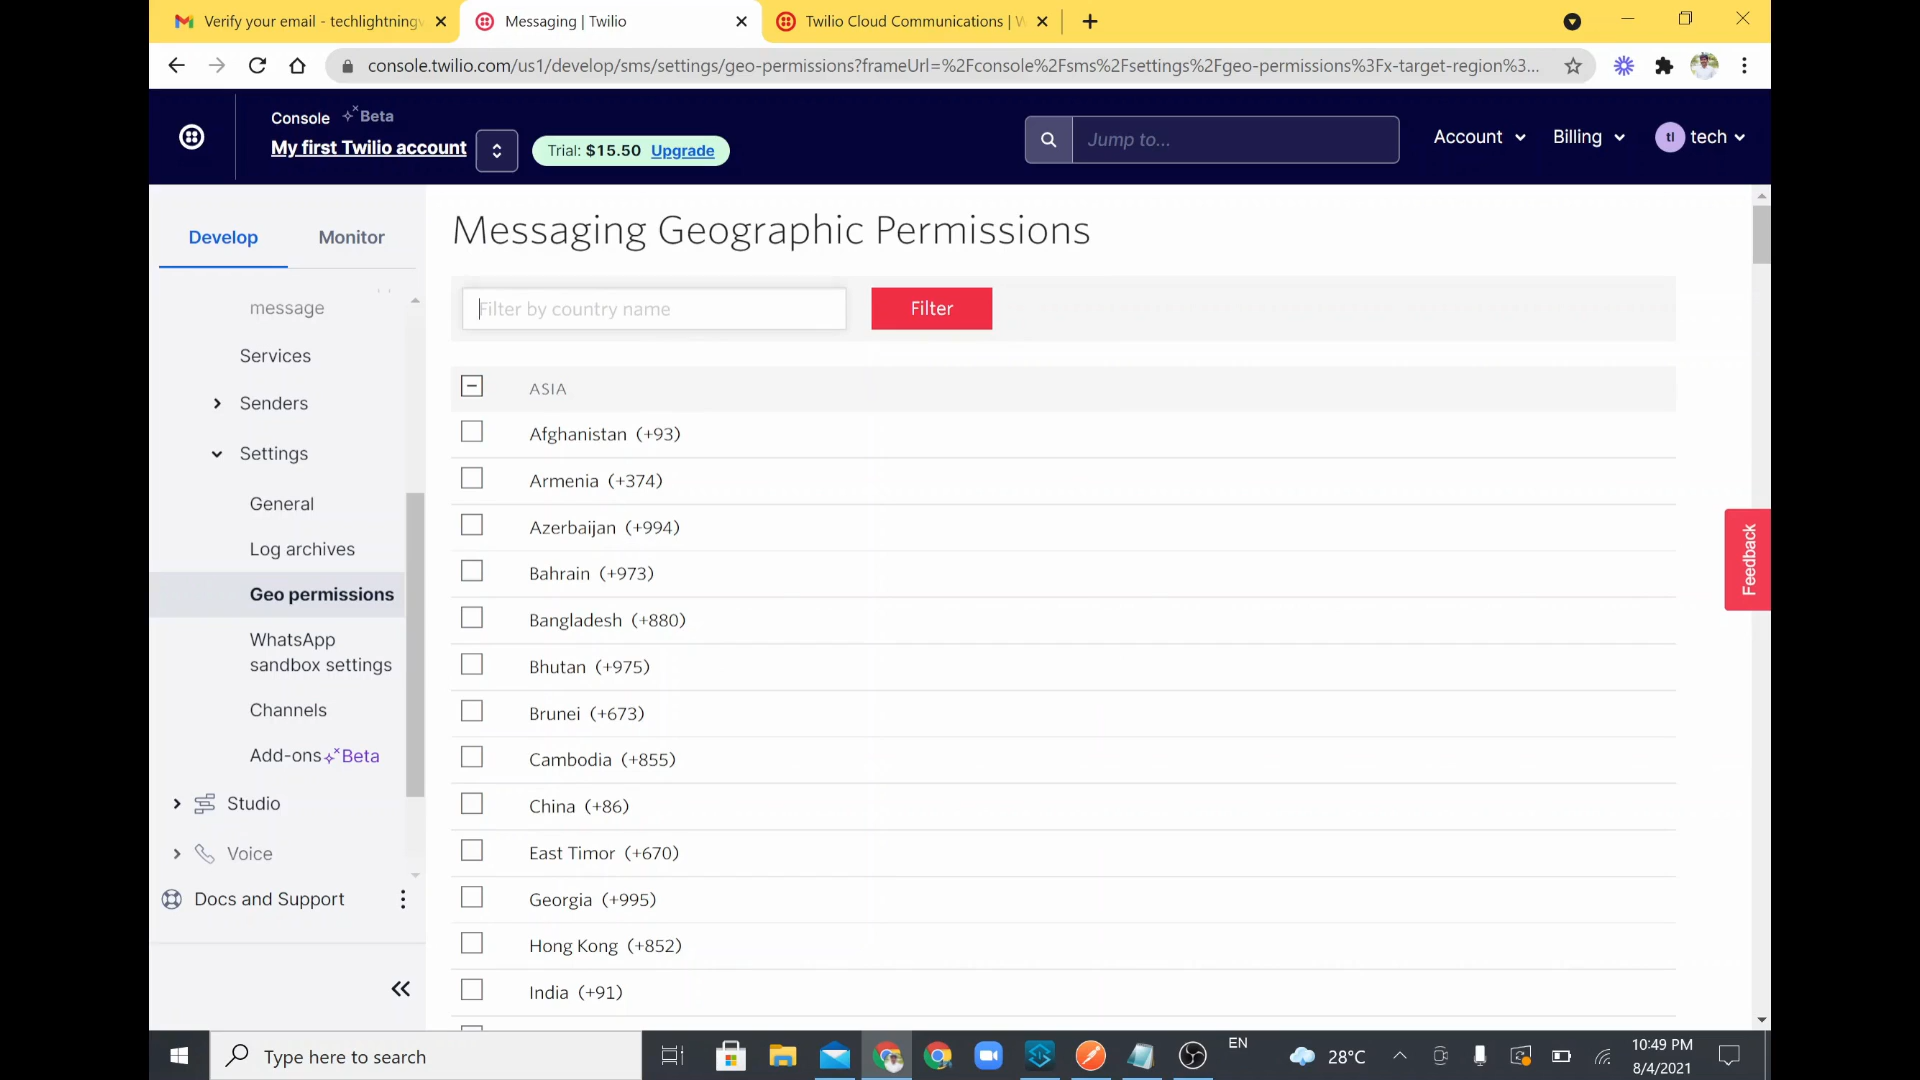 Verify your email - techlightning
Messaging | Twilio
Twilio Cloud Communications | W
console.twilio.com/us1/develop/sms/settings/geo-permissions?frameUrl=%2Fconsole%2Fsms%2Fsettings%2Fgeo-permissions%3Fx-target-region%3...
Console Beta
My first Twilio account
Trial: $15.50 Upgrade
Jump to...
Account
Billing
tl tech
Develop
Monitor
message
Services
Senders
Settings
General
Log archives
Geo permissions
WhatsApp
sandbox settings
Channels
Add-ons Beta
Studio
Voice
Docs and Support
Messaging Geographic Permissions
Filter by country name
Filter
ASIA
Afghanistan (+93)
Armenia (+374)
Azerbaijan (+994)
Bahrain (+973)
Bangladesh (+880)
Bhutan (+975)
Brunei (+673)
Cambodia (+855)
China (+86)
East Timor (+670)
Georgia (+995)
Hong Kong (+852)
India (+91)
Feedback
Type here to search
EN
28°C
10:49 PM
8/4/2021